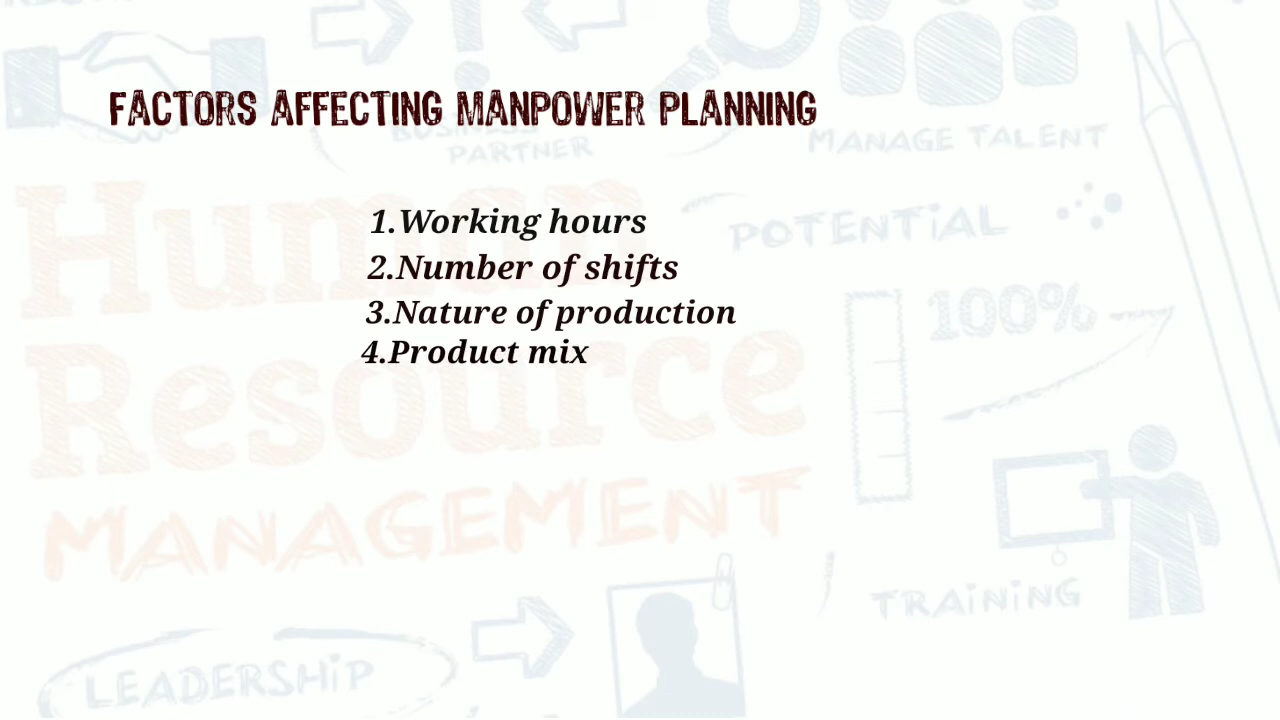 FACTORS AFFECTING MANPOWER PLANNING
BUSINESS
PARTNER
MANAGE TALENT
Human
POTENTiAL
1.Working hours
2.Number of shifts
3.Nature of production
4.Product mix
100%
Resource
MANAGEMENT
TRAiNiNG
LEADERSHiP